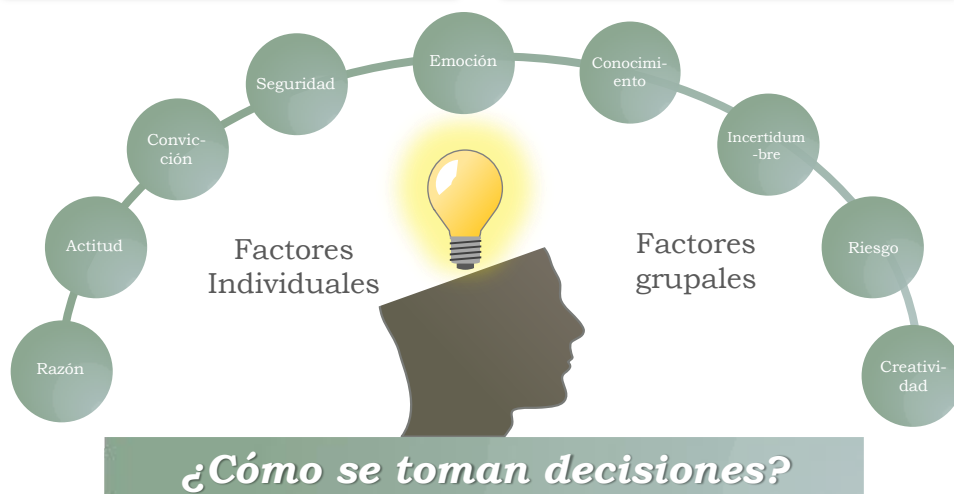 Emoción
Conocimi-
ento
Seguridad
Incertidum
-bre
Convic-
ción
Actitud
Riesgo
Factores
Individuales
Factores
grupales
Razón
Creativi-
dad
¿Cómo se toman decisiones?